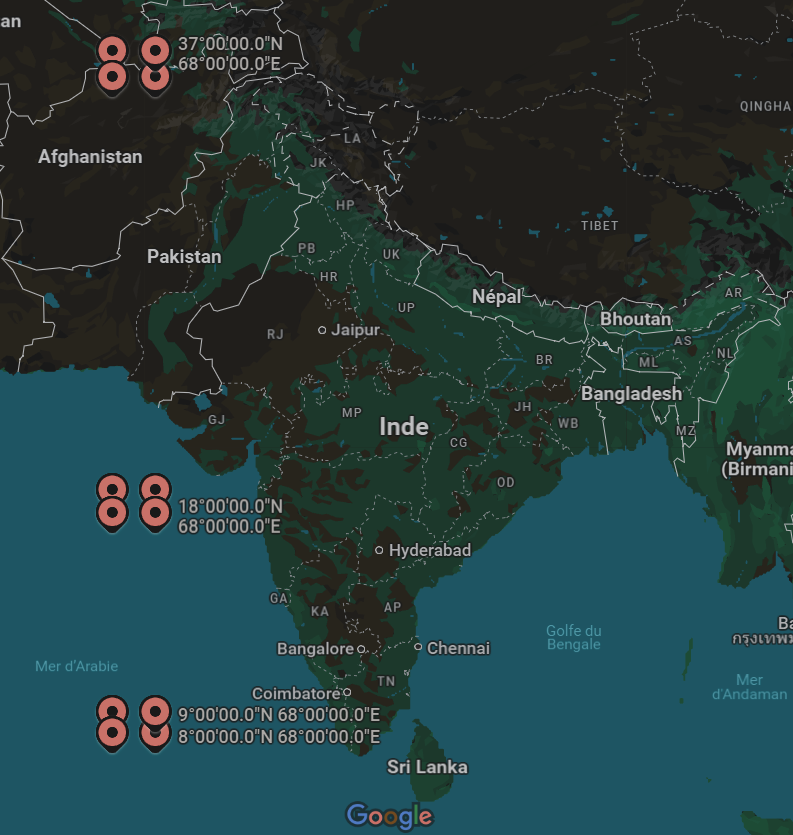 an
37°00'00.0"N
68°00'00.0"E
QINGHA
LA
Afghanistan
JK
HP
TIBET
PB
UK
Pakistan
HR
AR
Népal
UP
Bhoutan
RJ
Jaipur
AS
NL
BR
ML
Bangladesh
GJ
MP
JH
Inde
WB
MZ
CG
Myanma
(Birmani
OD
18°00'00.0"N
68°00'00.0"E
Hyderabad
GA
KA
AP
Golfe du
Bengale
Ba
กรุงเทพม
Bangalore
Chennai
Mer d'Arabie
TN
Mer
d'Andaman
Coimbatore
9°00'00.0"N 68°00'00.0"E
8°00'00.0"N 68°00'00.0"E
Sri Lanka
Google